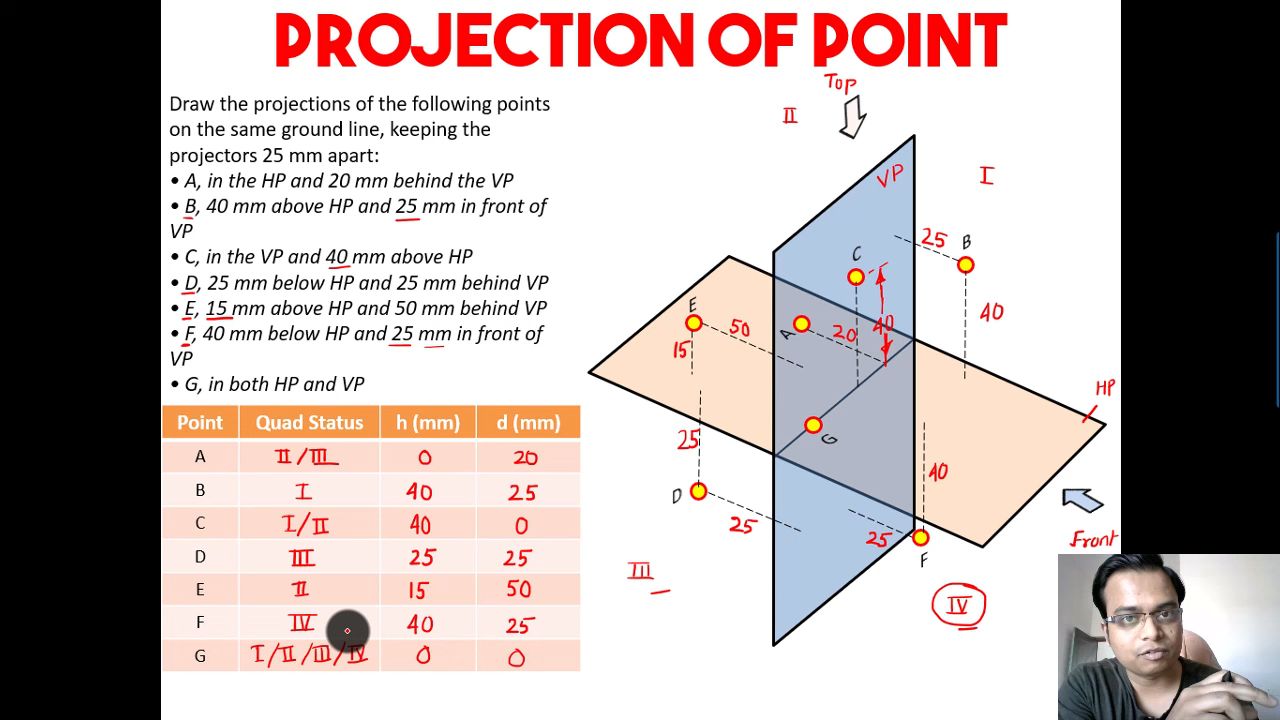 PROJECTION OF POINT
Draw the projections of the following points
on the same ground line, keeping the
projectors 25 mm apart:
• A, in the HP and 20 mm behind the VP
• B, 40 mm above HP and 25 mm in front of
VP
• C, in the VP and 40 mm above HP
• D, 25 mm below HP and 25 mm behind VP
• E, 15 mm above HP and 50 mm behind VP
• F, 40 mm below HP and 25 mm in front of
VP
• G, in both HP and VP
Point Quad Status h (mm) d (mm)
A II/III 0 20
B I 40 25
C I/II 40 0
D III 25 25
E II 15 50
F IV 40 25
G I/II/III/IV 0 0
Top
II
VP
I
25
B
C
40
E
50
A
20
40
15
HP
G
25
40
D
25
25
F
Front
III
IV